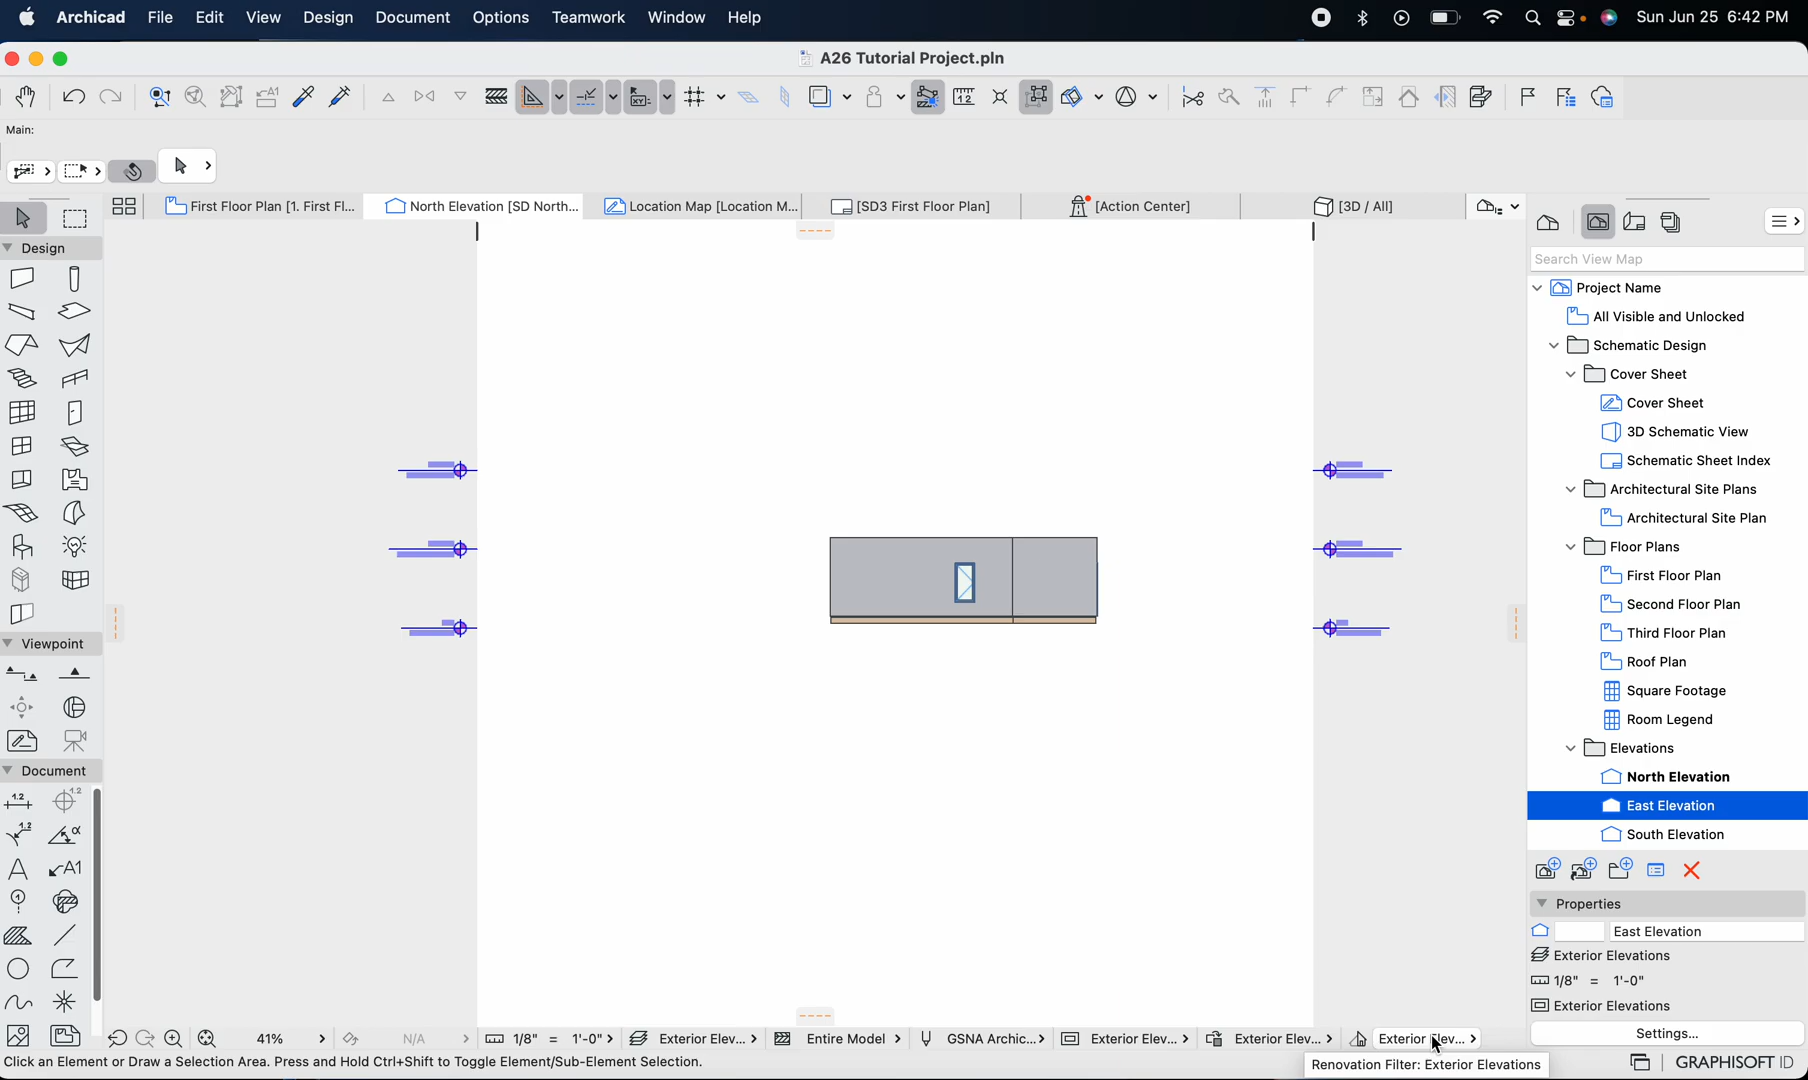 Archicad File Edit View Design Document Options Teamwork Window Help Sun Jun 25 6:42 PM
A26 Tutorial Project.pln
Main:
First Floor Plan [1. First Fl...
North Elevation [SD North...
Location Map [Location M...
[SD3 First Floor Plan]
[Action Center]
[3D / All]
Design
Viewpoint
Document
Search View Map
Project Name
All Visible and Unlocked
Schematic Design
Cover Sheet
Cover Sheet
3D Schematic View
Schematic Sheet Index
Architectural Site Plans
Architectural Site Plan
Floor Plans
First Floor Plan
Second Floor Plan
Third Floor Plan
Roof Plan
Square Footage
Room Legend
Elevations
North Elevation
East Elevation
South Elevation
Properties
East Elevation
Exterior Elevations
1/8" = 1'-0"
Exterior Elevations
Settings...
41% N/A 1/8" = 1'-0" Exterior Elev... Entire Model GSNA Archic... Exterior Elev... Exterior Elev... Exterior Elev...
Click an Element or Draw a Selection Area. Press and Hold Ctrl+Shift to Toggle Element/Sub-Element Selection.
Renovation Filter: Exterior Elevations
GRAPHISOFT ID